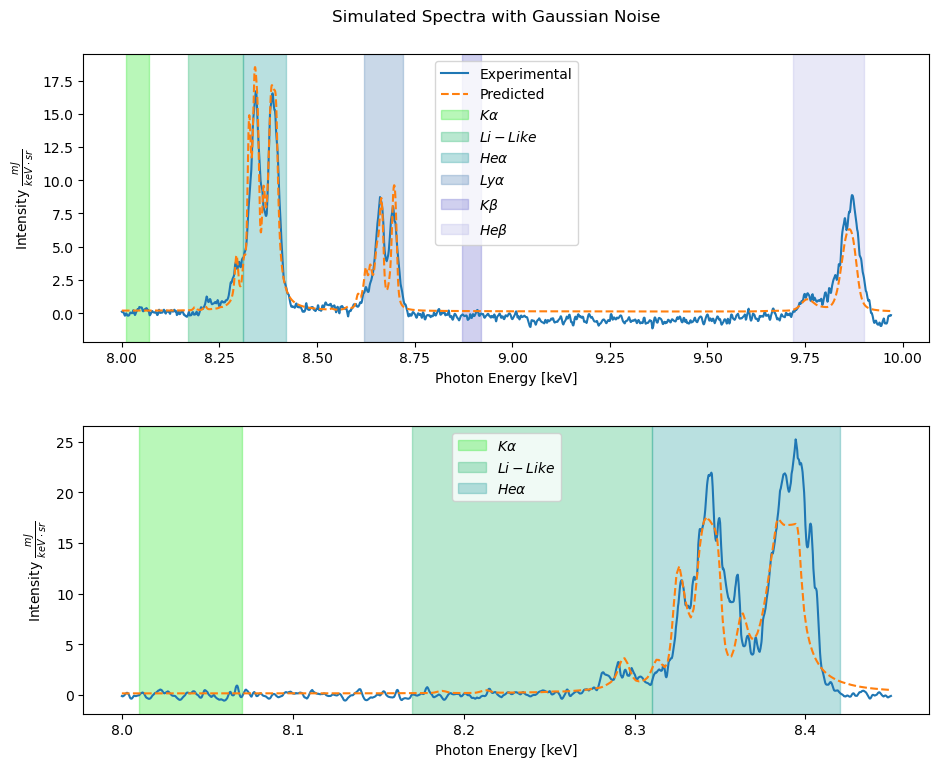 Simulated Spectra with Gaussian Noise
Intensity mJ/keV·sr
17.5
15.0
12.5
10.0
7.5
5.0
2.5
0.0
Experimental
Predicted
Kα
Li − Like
Heα
Lyα
Kβ
Heβ
8.00 8.25 8.50 8.75 9.00 9.25 9.50 9.75 10.00
Photon Energy [keV]
Intensity mJ/keV·sr
25
20
15
10
5
0
Kα
Li − Like
Heα
8.0 8.1 8.2 8.3 8.4
Photon Energy [keV]